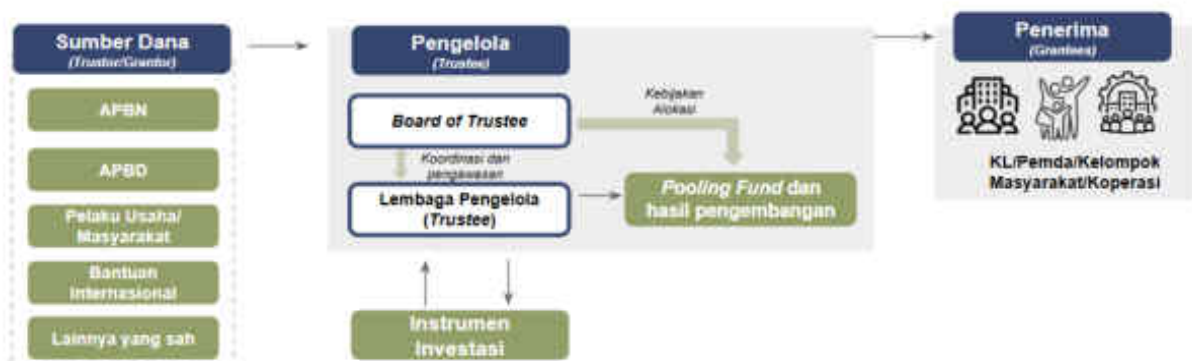 Sumber Dana
(Trustor/Grantor)
APBN
APBD
Pelaku Usaha/
Masyarakat
Bantuan
Internasional
Lainnya yang sah
Pengelola
(Trustee)
Board of Trustee
Koordinasi dan
pengawasan
Lembaga Pengelola
(Trustee)
Kebijakan
Alokasi
Pooling Fund dan
hasil pengembangan
Instrumen
Investasi
Penerima
(Grantees)
KL/Pemda/Kelompok
Masyarakat/Koperasi